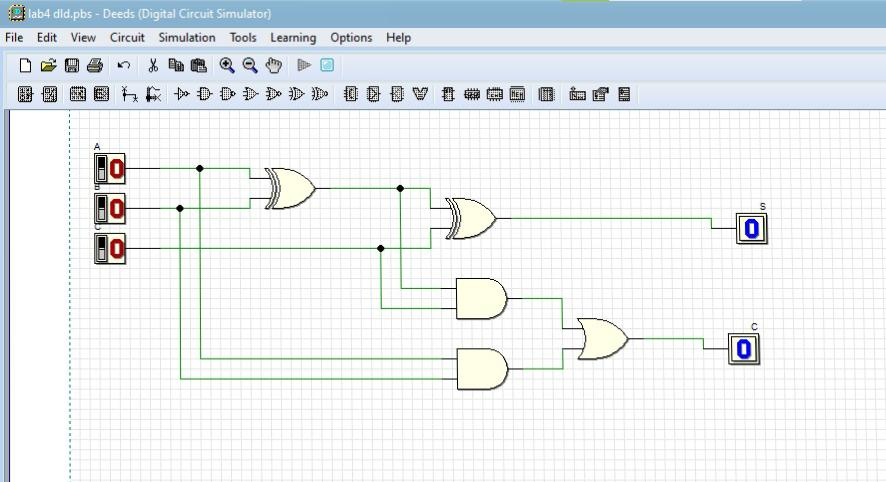 lab4 dld.pbs - Deeds (Digital Circuit Simulator)
File Edit View Circuit Simulation Tools Learning Options Help
A
0
B
0
C
0
S
0
C
0